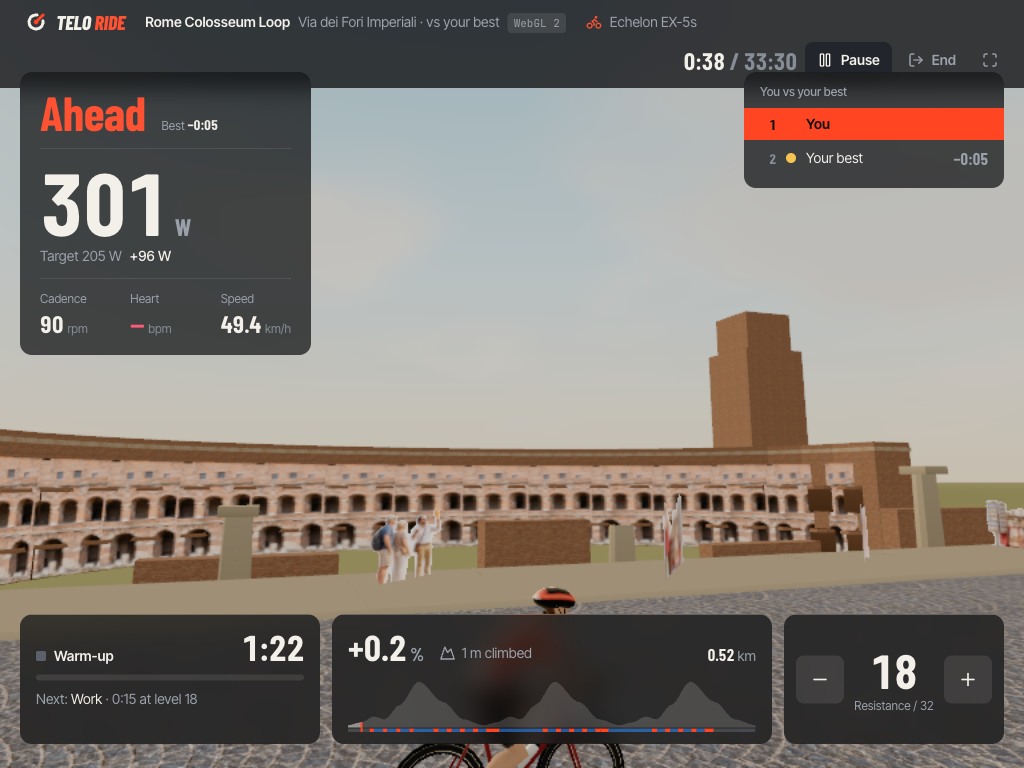 TELO RIDE
Rome Colosseum Loop Via dei Fori Imperiali · vs your best WebGL 2 Echelon EX-5s
0:38 / 33:30 Pause End
Ahead Best −0:05
301 W
Target 205 W +96 W
Cadence Heart Speed
90 rpm – bpm 49.4 km/h
You vs your best
1 You
2 Your best −0:05
Warm-up 1:22
Next: Work · 0:15 at level 18
+0.2 % 1 m climbed 0.52 km
− 18 +
Resistance / 32